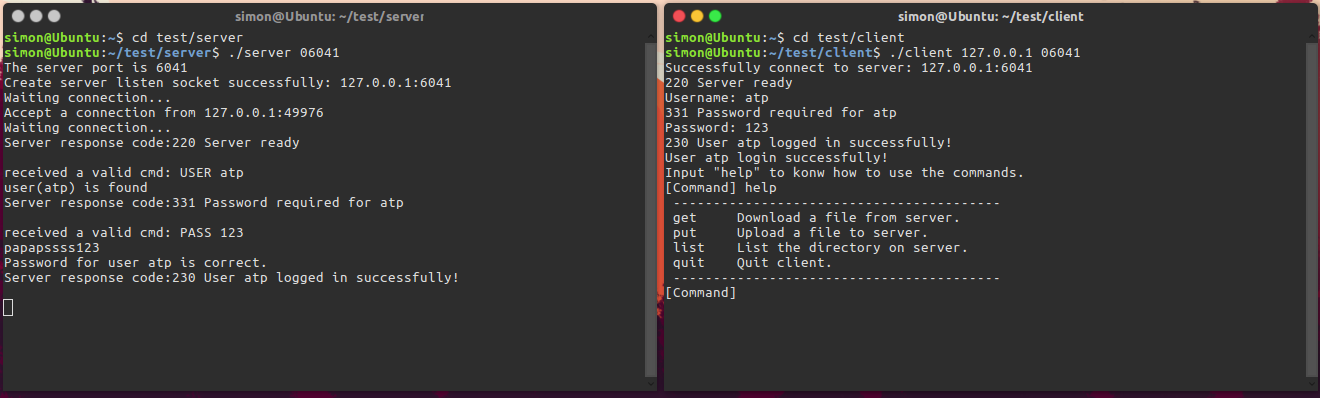 simon@Ubuntu: ~/test/server
simon@Ubuntu:~$ cd test/server
simon@Ubuntu:~/test/server$ ./server 06041
The server port is 6041
Create server listen socket successfully: 127.0.0.1:6041
Waiting connection...
Accept a connection from 127.0.0.1:49976
Waiting connection...
Server response code:220 Server ready
received a valid cmd: USER atp
user(atp) is found
Server response code:331 Password required for atp
received a valid cmd: PASS 123
papapssss123
Password for user atp is correct.
Server response code:230 User atp logged in successfully!
simon@Ubuntu: ~/test/client
simon@Ubuntu:~$ cd test/client
simon@Ubuntu:~/test/client$ ./client 127.0.0.1 06041
Successfully connect to server: 127.0.0.1:6041
220 Server ready
Username: atp
331 Password required for atp
Password: 123
230 User atp logged in successfully!
User atp login successfully!
Input "help" to konw how to use the commands.
[Command] help
-----------------------------------------
get     Download a file from server.
put     Upload a file to server.
list    List the directory on server.
quit    Quit client.
-----------------------------------------
[Command]